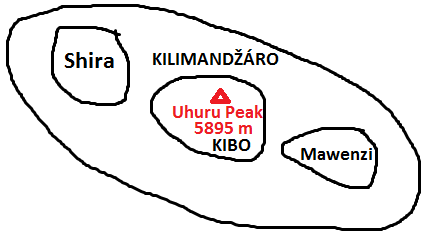 Shira
KILIMANDŽÁRO
Uhuru Peak
5895 m
KIBO
Mawenzi